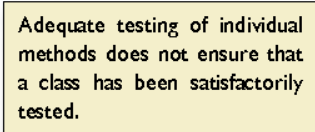 Adequate testing of individual
methods does not ensure that
a class has been satisfactorily
tested.